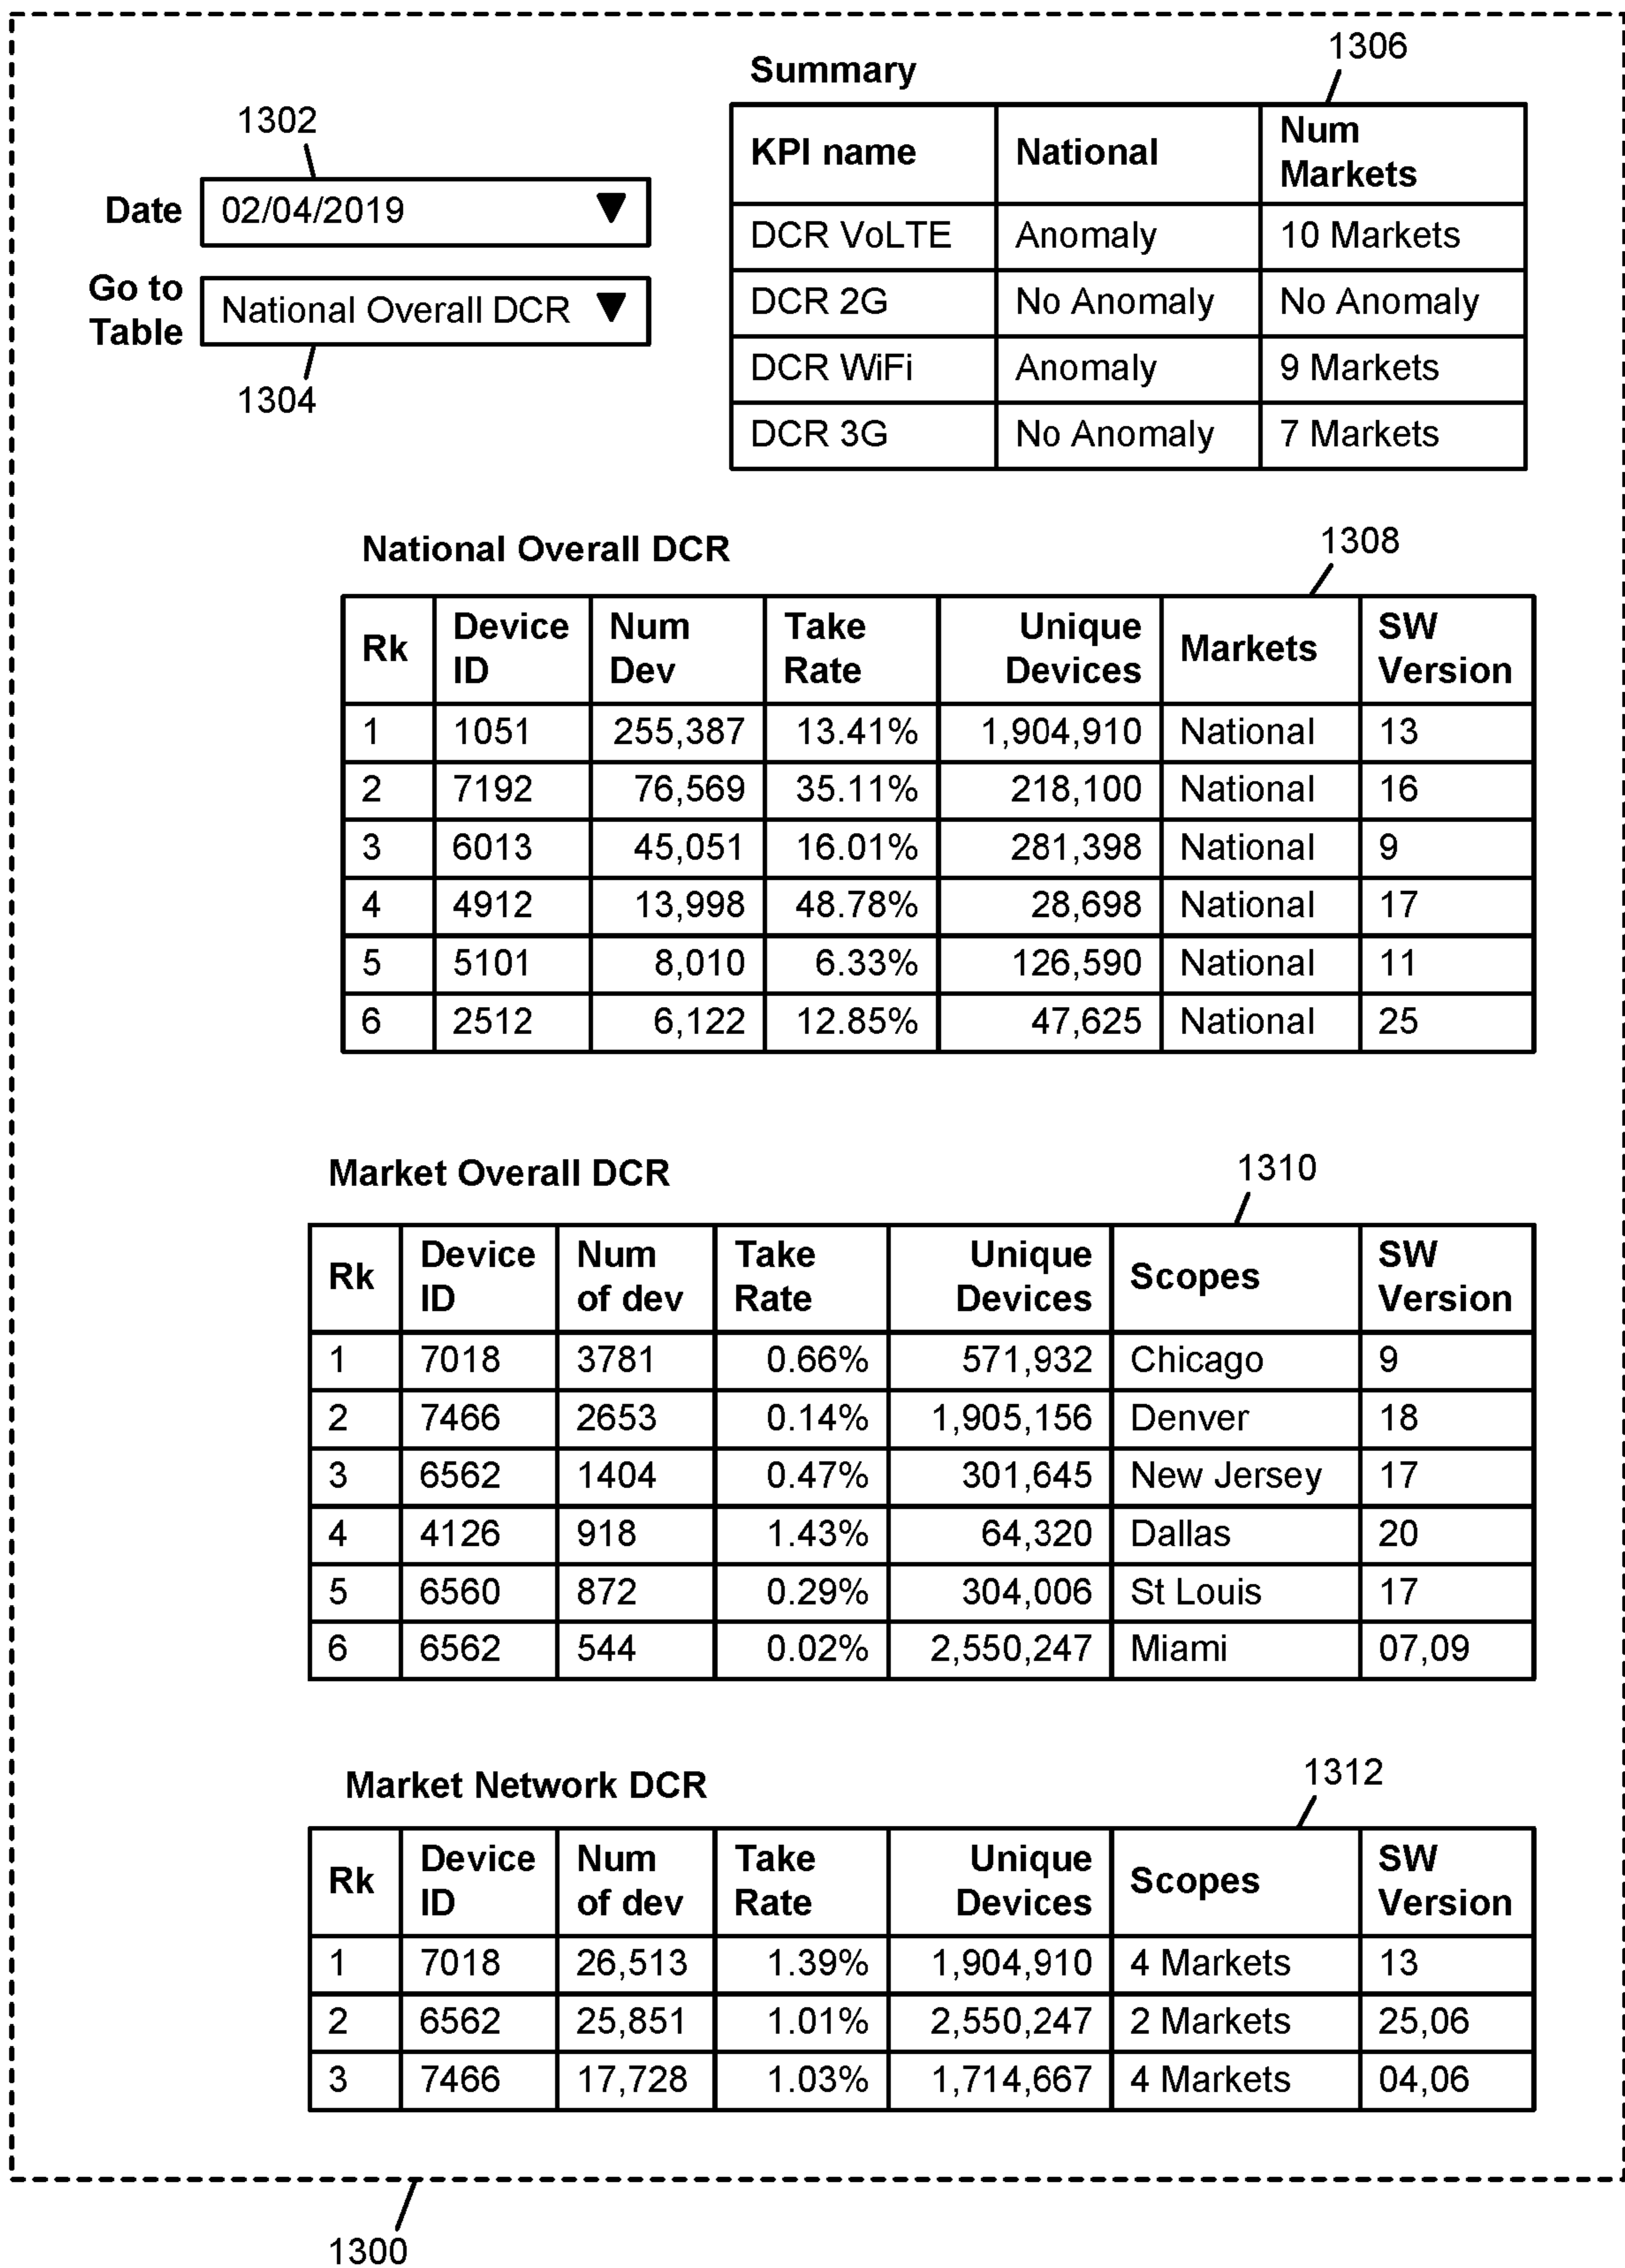 1302
Date 02/04/2019
Go to
Table
National Overall DCR
1304
Summary
1306
KPI name National Num Markets
DCR VoLTE Anomaly 10 Markets
DCR 2G No Anomaly No Anomaly
DCR WiFi Anomaly 9 Markets
DCR 3G No Anomaly 7 Markets
National Overall DCR
1308
Rk Device ID Num Dev Take Rate Unique Devices Markets SW Version
1 1051 255,387 13.41% 1,904,910 National 13
2 7192 76,569 35.11% 218,100 National 16
3 6013 45,051 16.01% 281,398 National 9
4 4912 13,998 48.78% 28,698 National 17
5 5101 8,010 6.33% 126,590 National 11
6 2512 6,122 12.85% 47,625 National 25
Market Overall DCR
1310
Rk Device ID Num of dev Take Rate Unique Devices Scopes SW Version
1 7018 3781 0.66% 571,932 Chicago 9
2 7466 2653 0.14% 1,905,156 Denver 18
3 6562 1404 0.47% 301,645 New Jersey 17
4 4126 918 1.43% 64,320 Dallas 20
5 6560 872 0.29% 304,006 St Louis 17
6 6562 544 0.02% 2,550,247 Miami 07,09
Market Network DCR
1312
Rk Device ID Num of dev Take Rate Unique Devices Scopes SW Version
1 7018 26,513 1.39% 1,904,910 4 Markets 13
2 6562 25,851 1.01% 2,550,247 2 Markets 25,06
3 7466 17,728 1.03% 1,714,667 4 Markets 04,06
1300